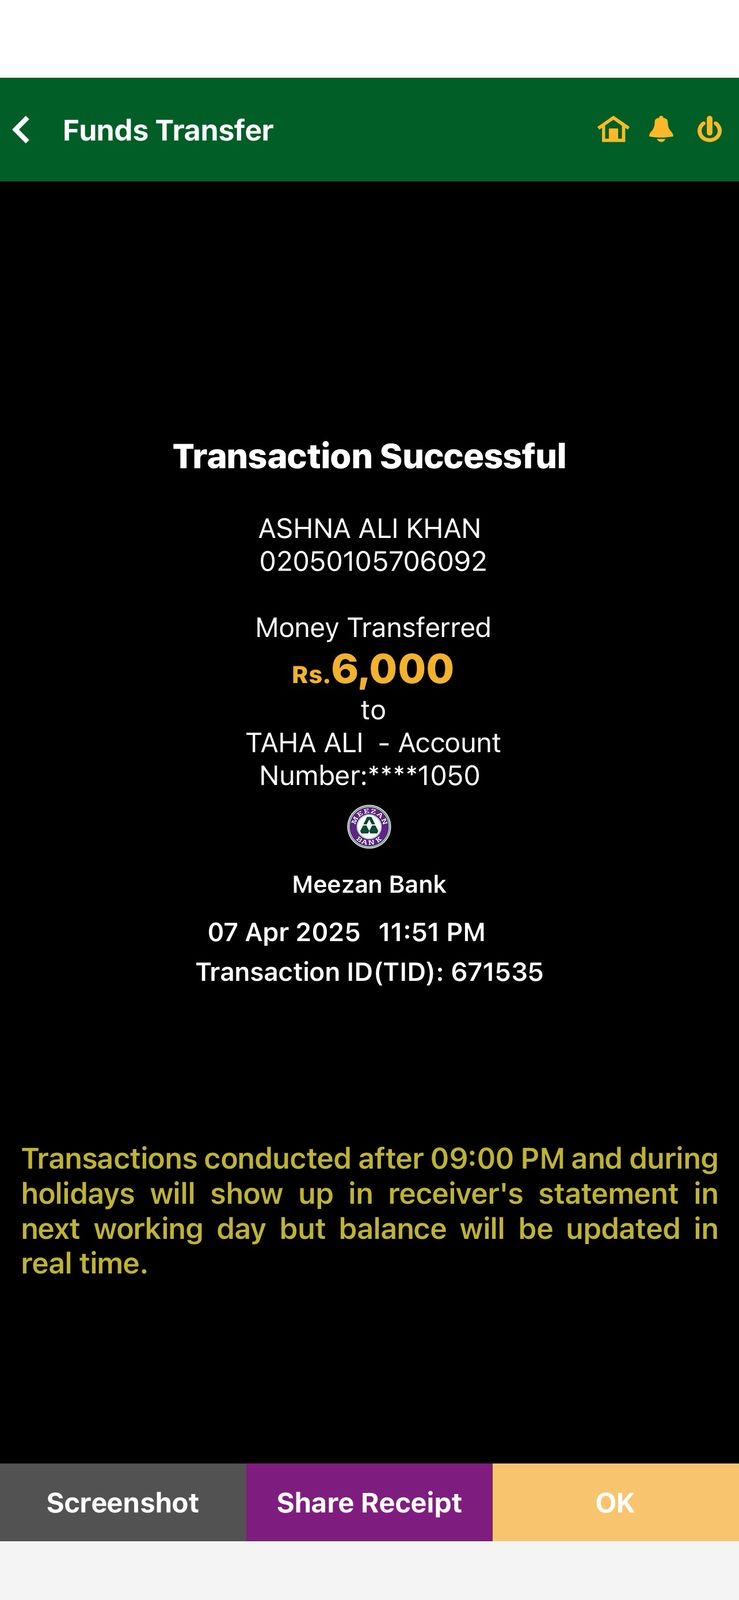 Funds Transfer
Transaction Successful
ASHNA ALI KHAN
02050105706092
Money Transferred
Rs.6,000
to
TAHA ALI - Account
Number:****1050
MEEZAN
BANK
Meezan Bank
07 Apr 2025 11:51 PM
Transaction ID(TID): 671535
Transactions conducted after 09:00 PM and during
holidays will show up in receiver's statement in
next working day but balance will be updated in
real time.
Screenshot Share Receipt OK